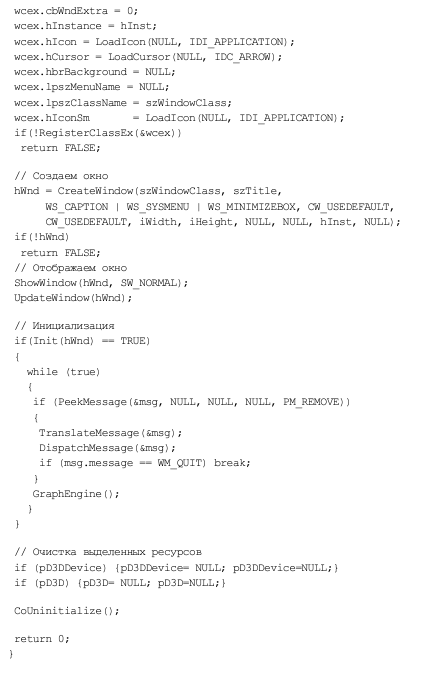 wcex.cbWndExtra = 0;
wcex.hInstance = hInst;
wcex.hIcon = LoadIcon(NULL, IDI_APPLICATION);
wcex.hCursor = LoadCursor(NULL, IDC_ARROW);
wcex.hbrBackground = NULL;
wcex.lpszMenuName = NULL;
wcex.lpszClassName = szWindowClass;
wcex.hIconSm      = LoadIcon(NULL, IDI_APPLICATION);
if(!RegisterClassEx(&wcex))
 return FALSE;

// Создаем окно
hWnd = CreateWindow(szWindowClass, szTitle,
     WS_CAPTION | WS_SYSMENU | WS_MINIMIZEBOX, CW_USEDEFAULT,
     CW_USEDEFAULT, iWidth, iHeight, NULL, NULL, hInst, NULL);
if(!hWnd)
 return FALSE;
// Отображаем окно
ShowWindow(hWnd, SW_NORMAL);
UpdateWindow(hWnd);

// Инициализация
if(Init(hWnd) == TRUE)
{
  while (true)
  {
   if (PeekMessage(&msg, NULL, NULL, NULL, PM_REMOVE))
   {
    TranslateMessage(&msg);
    DispatchMessage(&msg);
    if (msg.message == WM_QUIT) break;
   }
   GraphEngine();
  }
}

// Очистка выделенных ресурсов
if (pD3DDevice) {pD3DDevice= NULL; pD3DDevice=NULL;}
if (pD3D) {pD3D= NULL; pD3D=NULL;}

CoUninitialize();

return 0;
}